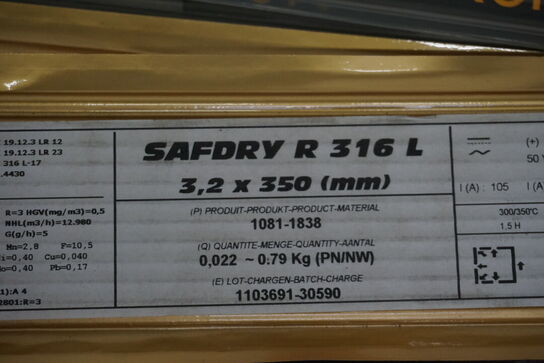 19.12.3 LR 12
19.12.3 LR 23
316 L-17
.4430
R=3 HGV(mg/m3)=0,5
NHL(m3/h)=12.980
G(g/h)=5
Mn=2,8 F=10,5
i=0,40 Cu=0,040
o=0,40 Pb=0,17
1):A 4
2801:R=3
SAFDRY R 316 L
3,2 x 350 (mm)
(P) PRODUIT-PRODUKT-PRODUCT-MATERIAL
1081-1838
(Q) QUANTITE-MENGE-QUANTITY-AANTAL
0,022 ~ 0.79 Kg (PN/NW)
(E) LOT-CHARGEN-BATCH-CHARGE
1103691-30590
(+)
~ 50
I (A) : 105 I (A)
300/350°C
1.5 H